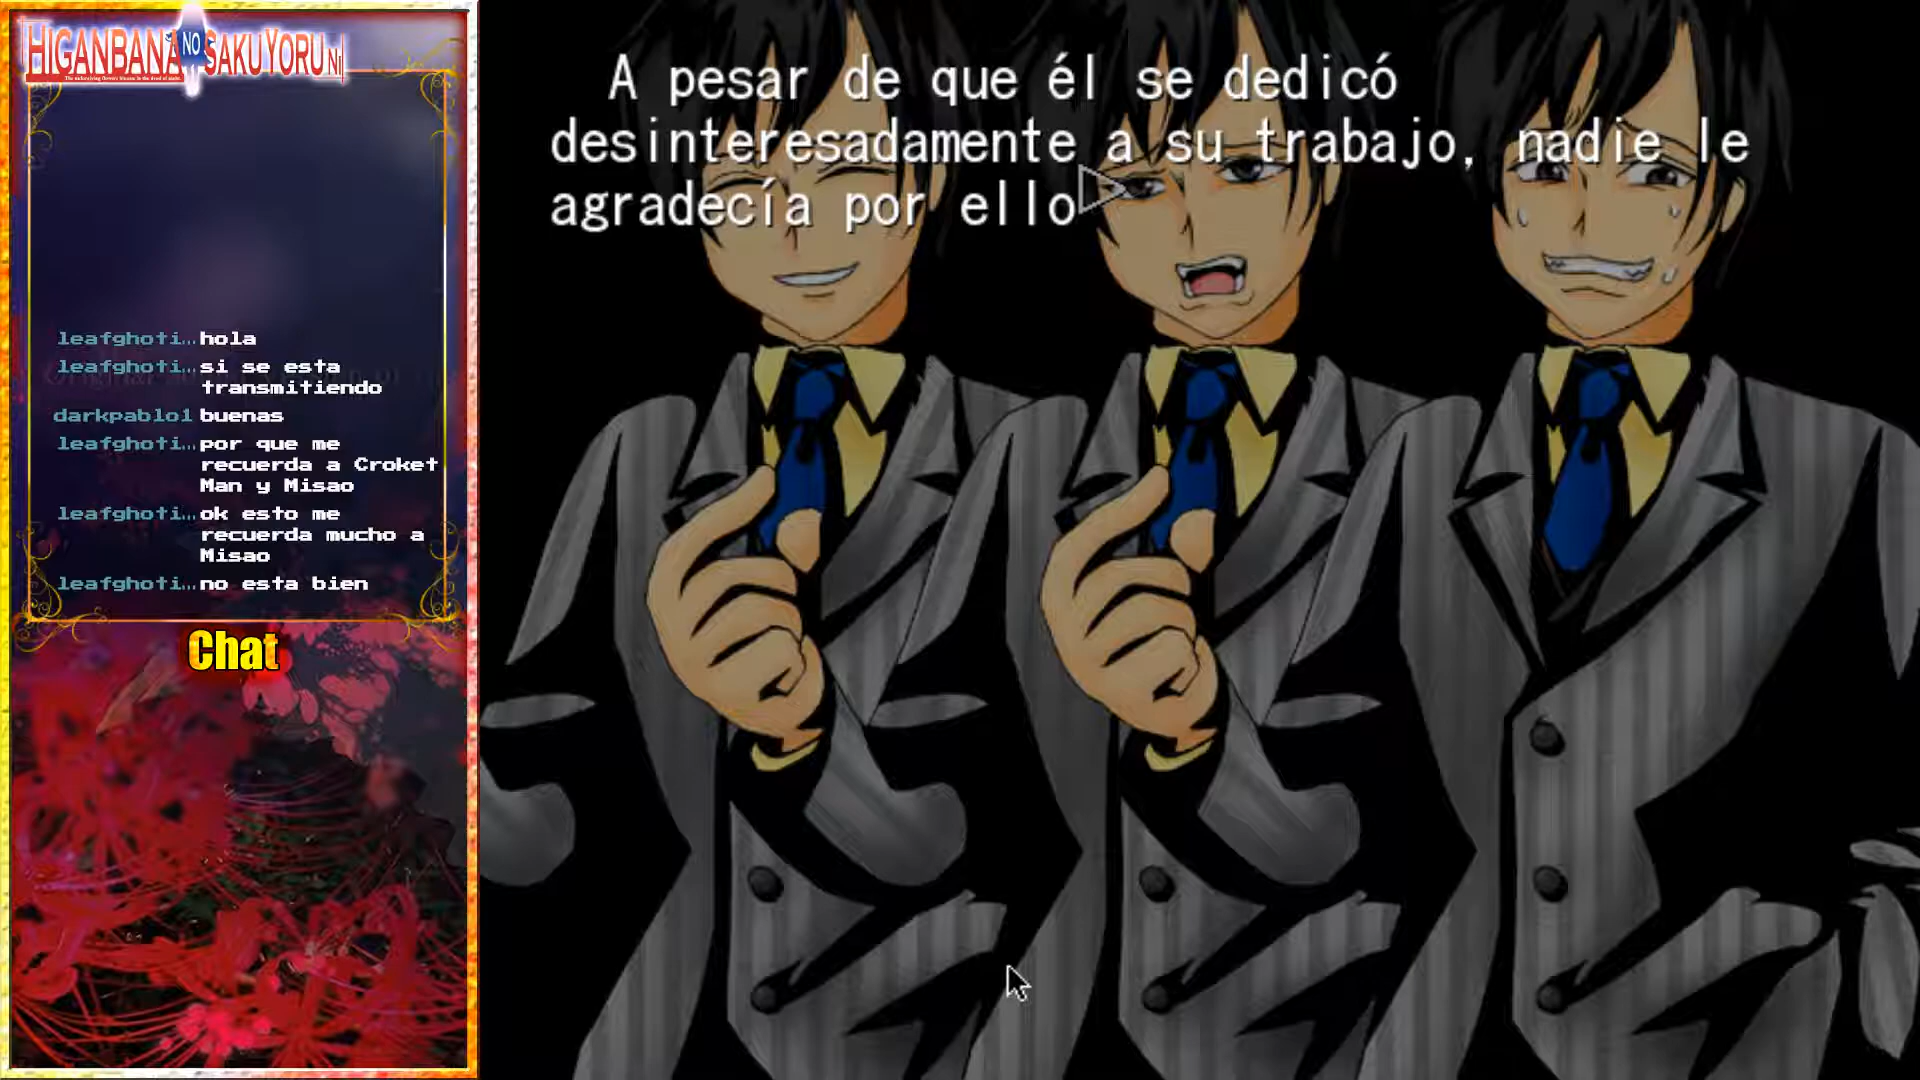 HIGANBANA NO SAKU YORU NI
A pesar de que él se dedicó
desinteresadamente a su trabajo, nadie le
agradecía por ello
leafghoti…hola
leafghoti…si se esta
transmitiendo
darkpablo1 buenas
leafghoti…por que me
recuerda a Croket
Man y Misao
leafghoti…ok esto me
recuerda mucho a
Misao
leafghoti…no esta bien
Chat